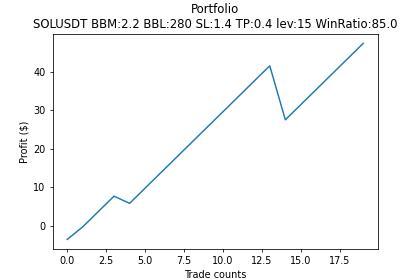 Portfolio
SOLUSDT BBM:2.2 BBL:280 SL:1.4 TP:0.4 lev:15 WinRatio:85.0
40
30
20
10
0
Profit ($)
0.0 2.5 5.0 7.5 10.0 12.5 15.0 17.5
Trade counts